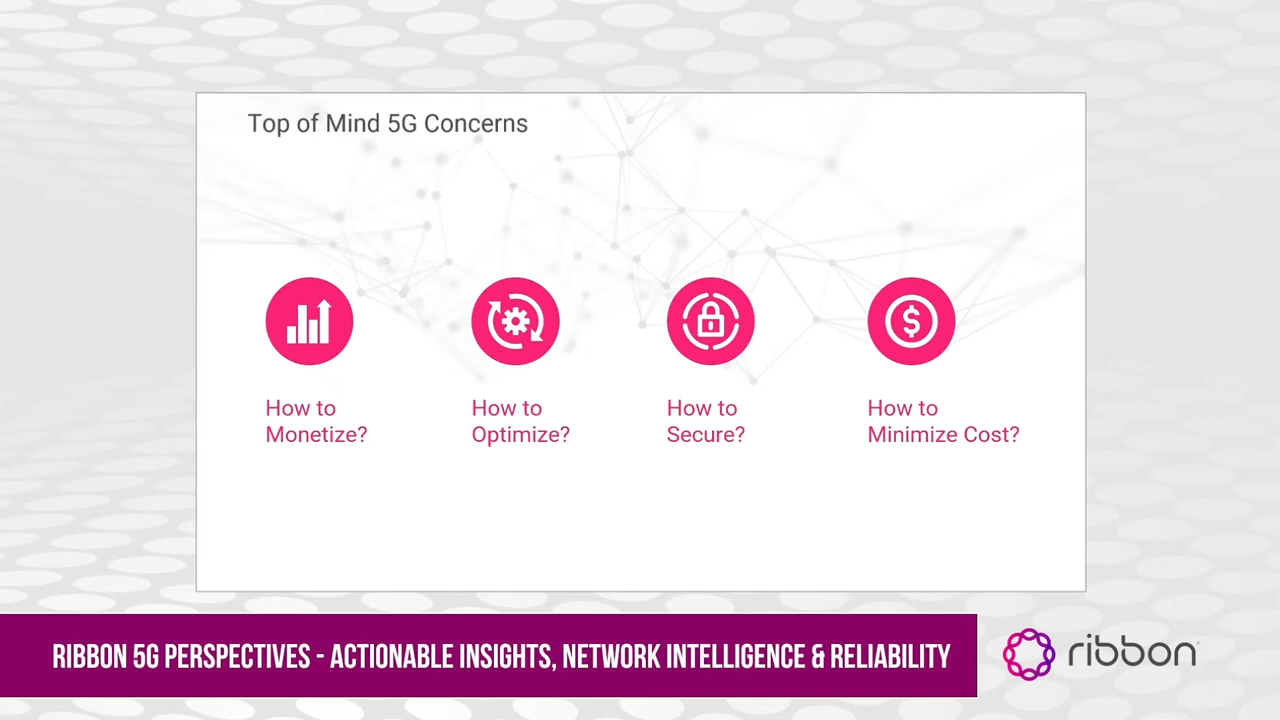 Top of Mind 5G Concerns
How to
Monetize?
How to
Optimize?
How to
Secure?
How to
Minimize Cost?
RIBBON 5G PERSPECTIVES - ACTIONABLE INSIGHTS, NETWORK INTELLIGENCE & RELIABILITY
ribbon